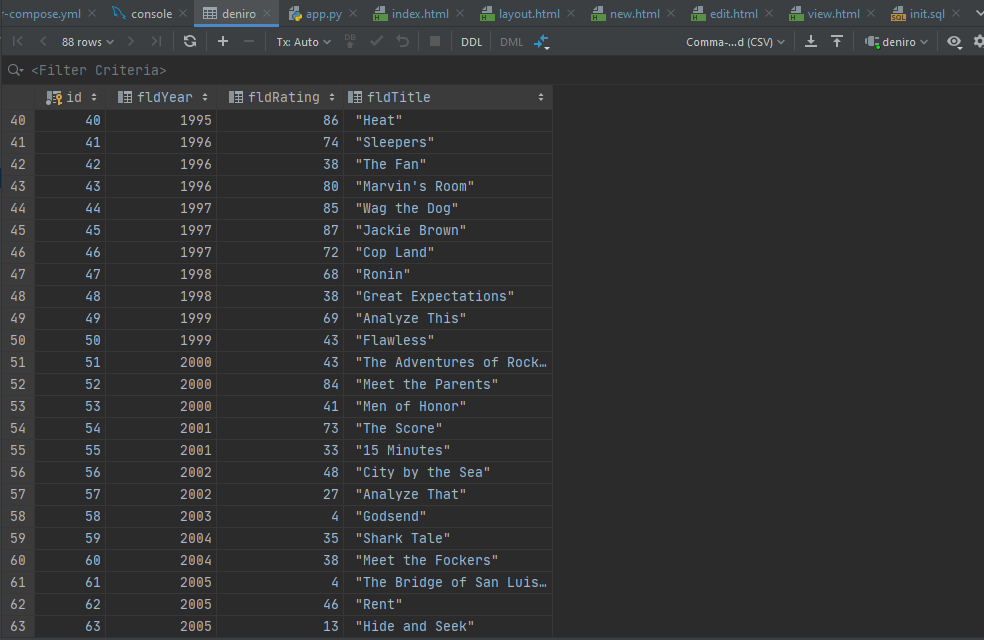 r-compose.yml console deniro app.py index.html layout.html new.html edit.html view.html init.sql
88 rows Tx: Auto DB DDL DML Comma-...d (CSV) deniro
<Filter Criteria>
id fldYear fldRating fldTitle
40 40 1995 86 "Heat"
41 41 1996 74 "Sleepers"
42 42 1996 38 "The Fan"
43 43 1996 80 "Marvin's Room"
44 44 1997 85 "Wag the Dog"
45 45 1997 87 "Jackie Brown"
46 46 1997 72 "Cop Land"
47 47 1998 68 "Ronin"
48 48 1998 38 "Great Expectations"
49 49 1999 69 "Analyze This"
50 50 1999 43 "Flawless"
51 51 2000 43 "The Adventures of Rock…
52 52 2000 84 "Meet the Parents"
53 53 2000 41 "Men of Honor"
54 54 2001 73 "The Score"
55 55 2001 33 "15 Minutes"
56 56 2002 48 "City by the Sea"
57 57 2002 27 "Analyze That"
58 58 2003 4 "Godsend"
59 59 2004 35 "Shark Tale"
60 60 2004 38 "Meet the Fockers"
61 61 2005 4 "The Bridge of San Luis…
62 62 2005 46 "Rent"
63 63 2005 13 "Hide and Seek"